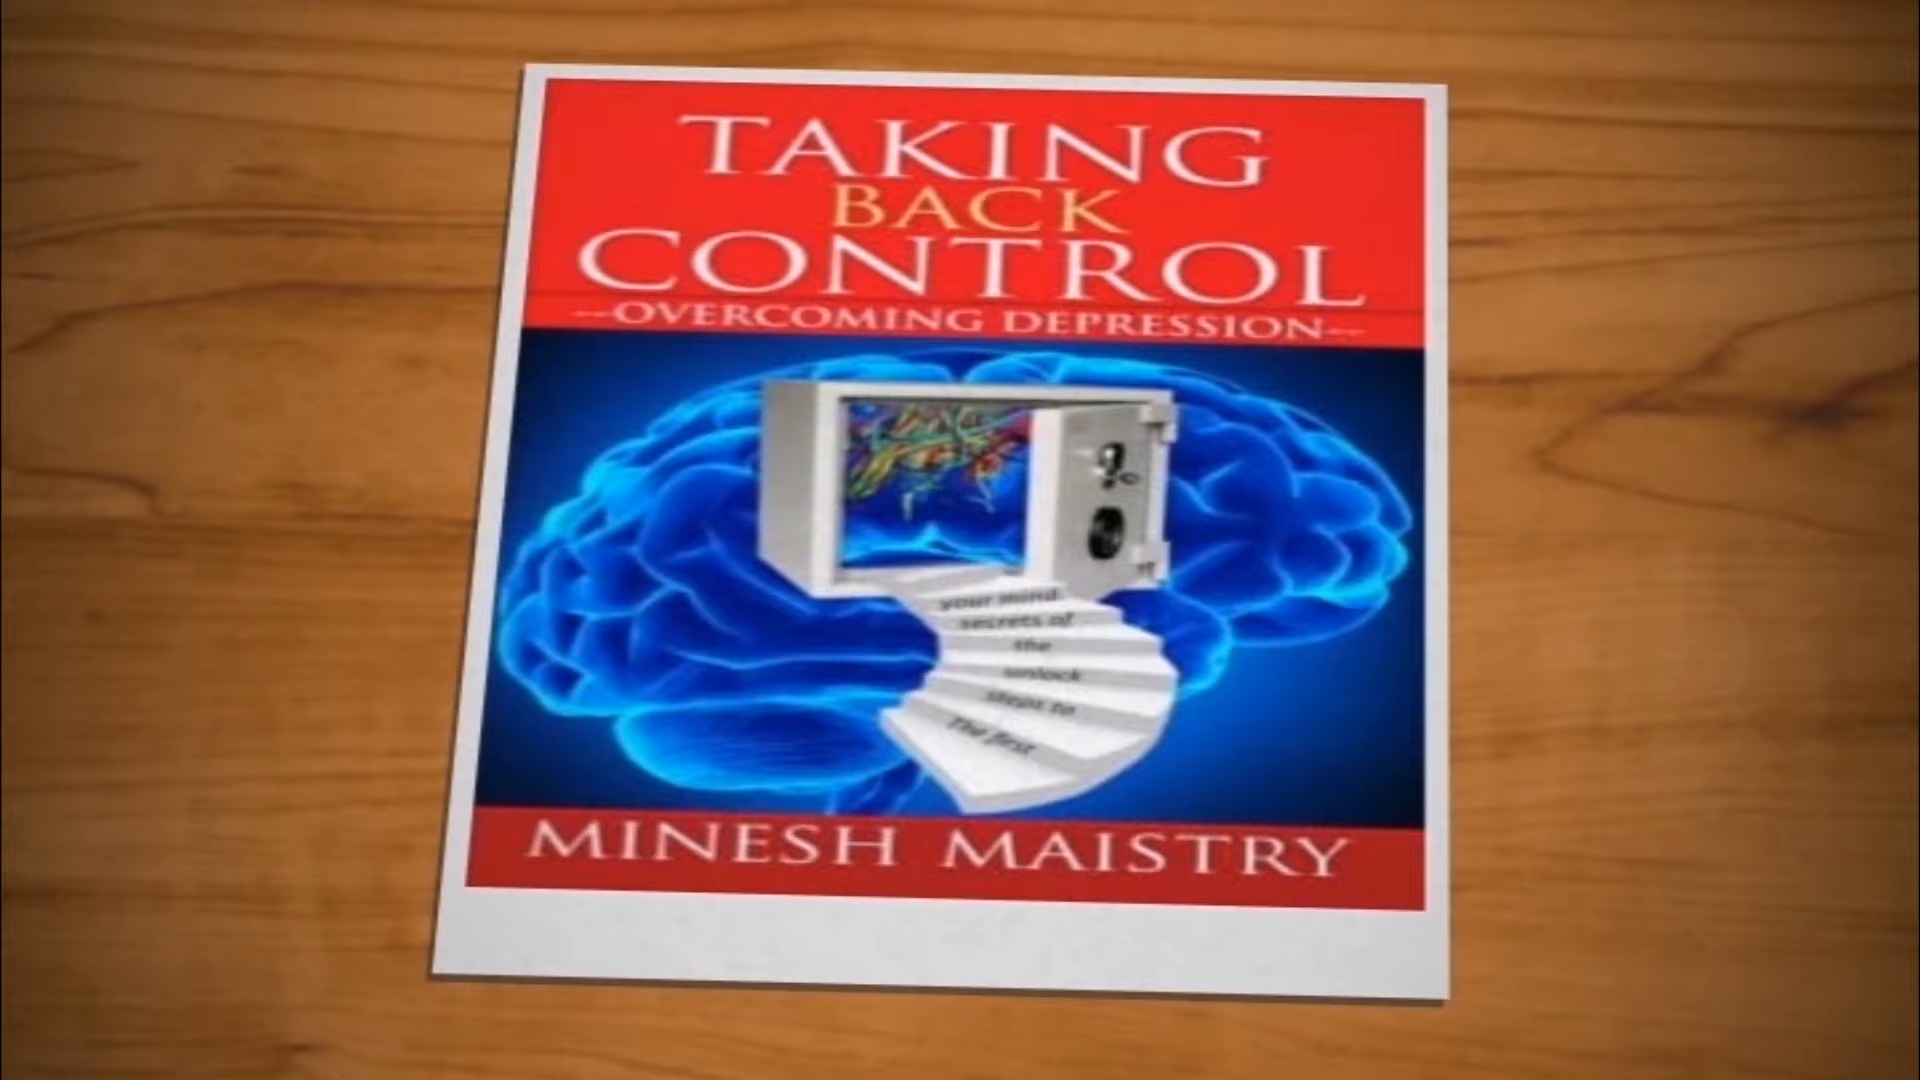 TAKING
BACK
CONTROL
--OVERCOMING DEPRESSION--
your mind
secrets of
the
unlock
steps to
The first
MINESH MAISTRY